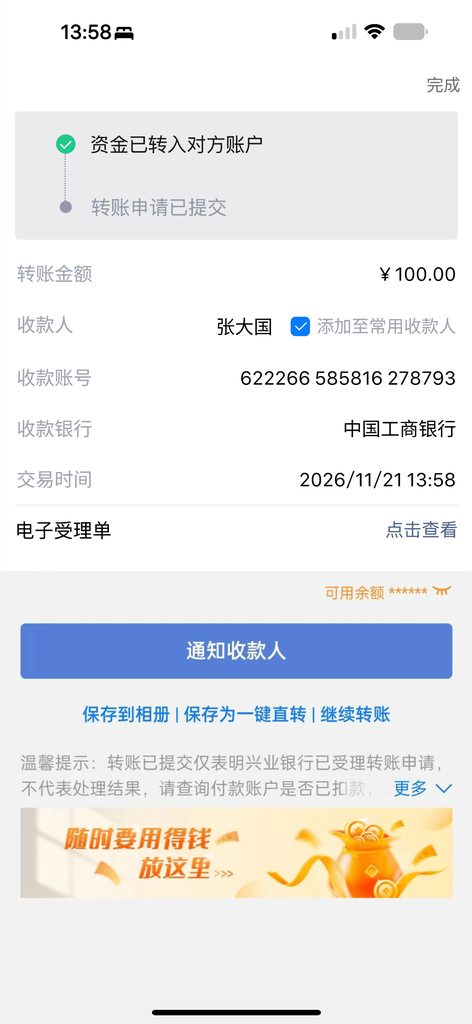 13:58
完成
资金已转入对方账户
转账申请已提交
转账金额 ¥100.00
收款人 张大国 添加至常用收款人
收款账号 622266 585816 278793
收款银行 中国工商银行
交易时间 2026/11/21 13:58
电子受理单 点击查看
可用余额 ******
通知收款人
保存到相册 | 保存为一键直转 | 继续转账
温馨提示：转账已提交仅表明兴业银行已受理转账申请，
不代表处理结果，请查询付款账户是否已扣款， 更多
随时要用得钱
放这里 >>>